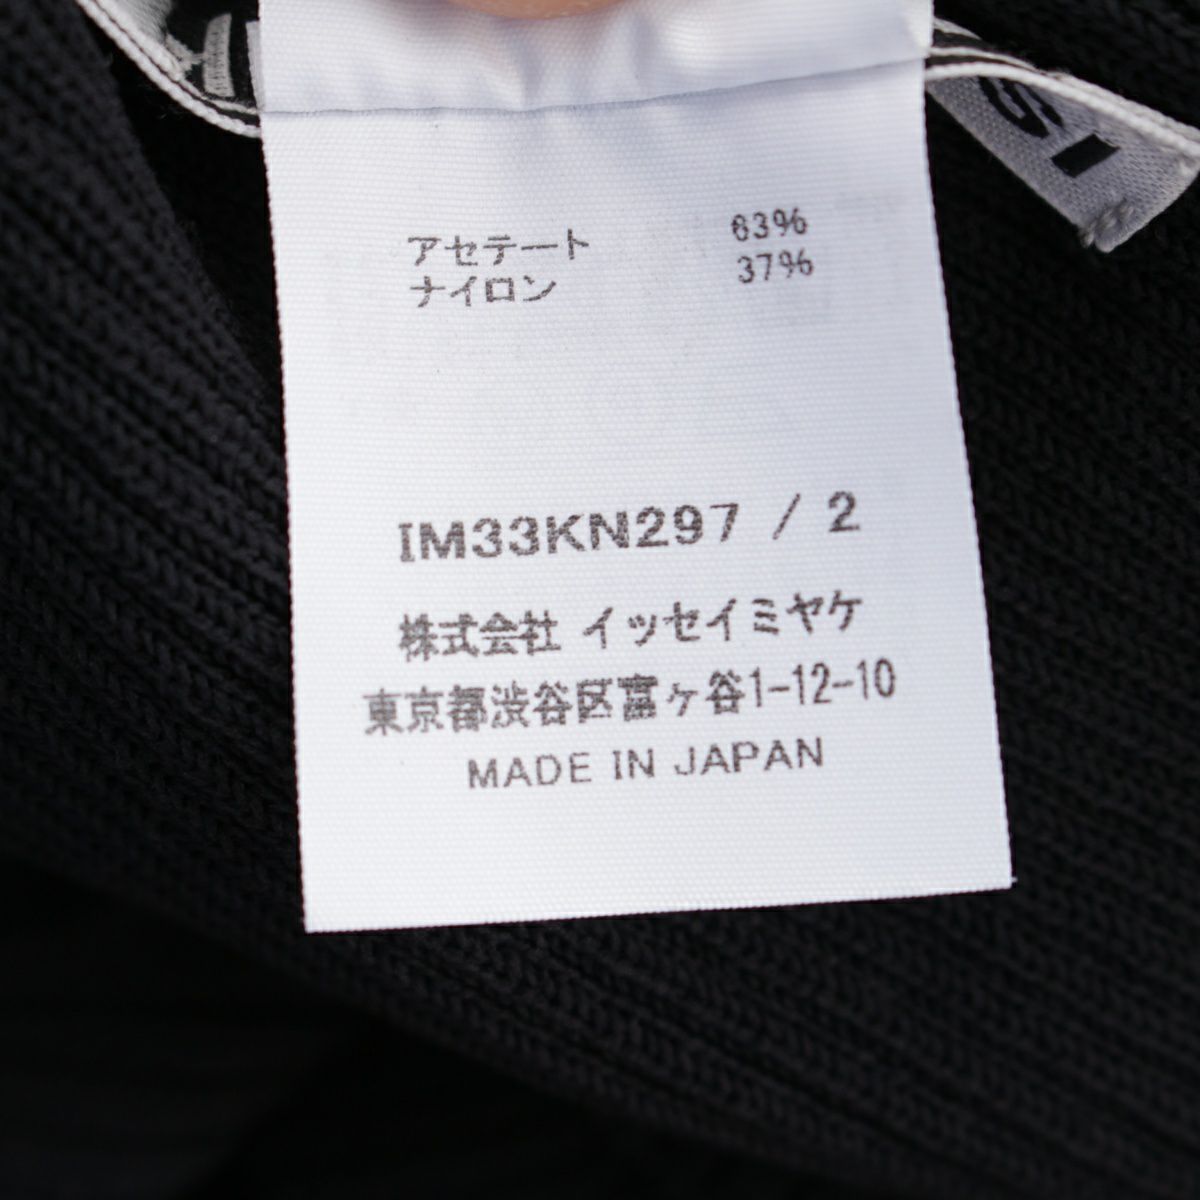 アセテート 63%
ナイロン 37%
IM33KN297 / 2
株式会社 イッセイミヤケ
東京都渋谷区富ヶ谷1-12-10
MADE IN JAPAN
SI